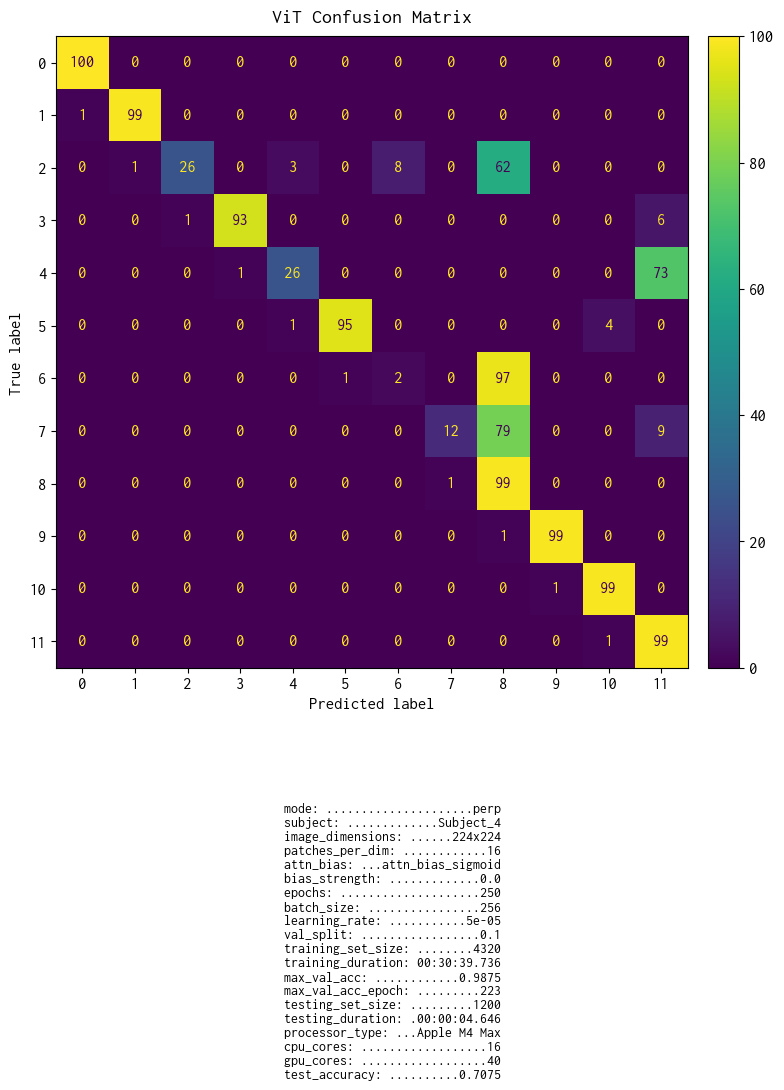 ViT Confusion Matrix
0 100 0 0 0 0 0 0 0 0 0 0 0
1 1 99 0 0 0 0 0 0 0 0 0 0
2 0 1 26 0 3 0 8 0 62 0 0 0
3 0 0 1 93 0 0 0 0 0 0 0 6
4 0 0 0 1 26 0 0 0 0 0 0 73
5 0 0 0 0 1 95 0 0 0 0 4 0
6 0 0 0 0 0 1 2 0 97 0 0 0
7 0 0 0 0 0 0 0 12 79 0 0 9
8 0 0 0 0 0 0 0 1 99 0 0 0
9 0 0 0 0 0 0 0 0 1 99 0 0
10 0 0 0 0 0 0 0 0 0 1 99 0
11 0 0 0 0 0 0 0 0 0 0 1 99
0 1 2 3 4 5 6 7 8 9 10 11
Predicted label
True label
100
80
60
40
20
0
mode: .....................perp
subject: .............Subject_4
image_dimensions: ......224x224
patches_per_dim: ............16
attn_bias: ...attn_bias_sigmoid
bias_strength: .............0.0
epochs: ....................250
batch_size: ................256
learning_rate: ...........5e-05
val_split: .................0.1
training_set_size: ........4320
training_duration: 00:30:39.736
max_val_acc: ............0.9875
max_val_acc_epoch: .........223
testing_set_size: .........1200
testing_duration: .00:00:04.646
processor_type: ...Apple M4 Max
cpu_cores: ..................16
gpu_cores: ..................40
test_accuracy: ..........0.7075